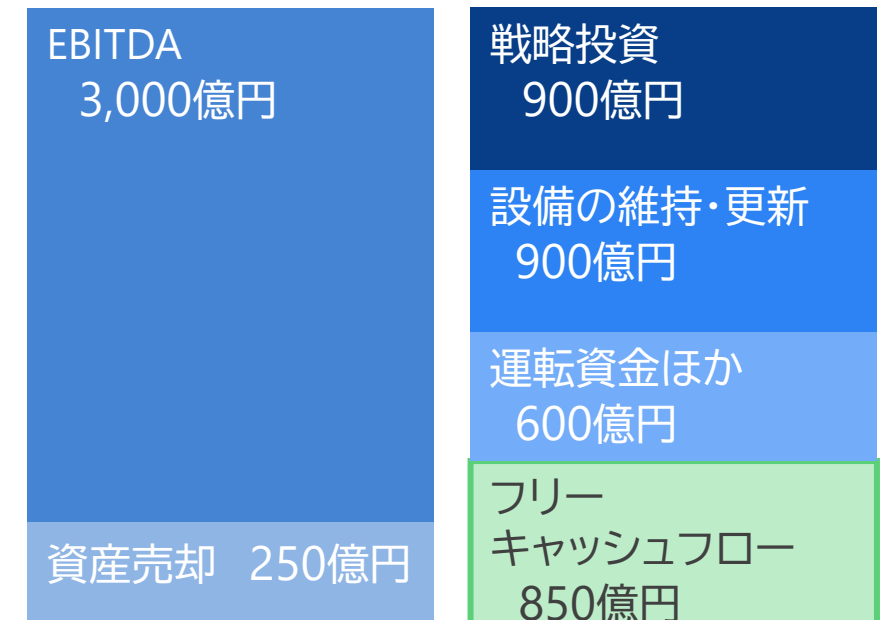 EBITDA
3,000億円
資産売却 250億円
戦略投資
900億円
設備の維持・更新
900億円
運転資金ほか
600億円
フリー
キャッシュフロー
850億円